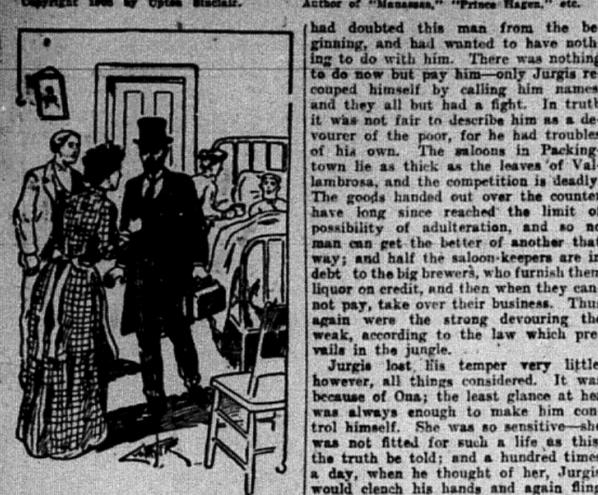 Copyright 1905 by Upton Sinclair.
Author of "Manassas," "Prince Hagen," etc.
had doubted this man from the be
ginning, and had wanted to have noth
ing to do with him. There was nothing
to do now but pay him—only Jurgis re
couped himself by calling him names
and they all but had a fight. In truth
it was not fair to describe him as a de
vourer of the poor, for he had troubles
of his own. The saloons in Packing
town lie as thick as the leaves of Val
lambrosa, and the competition is deadly
The goods handed out over the counter
have long since reached the limit of
possibility of adulteration, and so no
man can get the better of another that
way; and half the saloon-keepers are in
debt to the big brewers, who furnish them
liquor on credit, and then when they can
not pay, take over their business. Thus
again were the strong devouring the
weak, according to the law which pre
vails in the jungle.
Jurgis lost his temper very little
however, all things considered. It was
because of Ona; the least glance at her
was always enough to make him con
trol himself. She was so sensitive—she
was not fitted for such a life as this
the truth be told; and a hundred times
a day, when he thought of her, Jurgis
would clench his hands and again fling